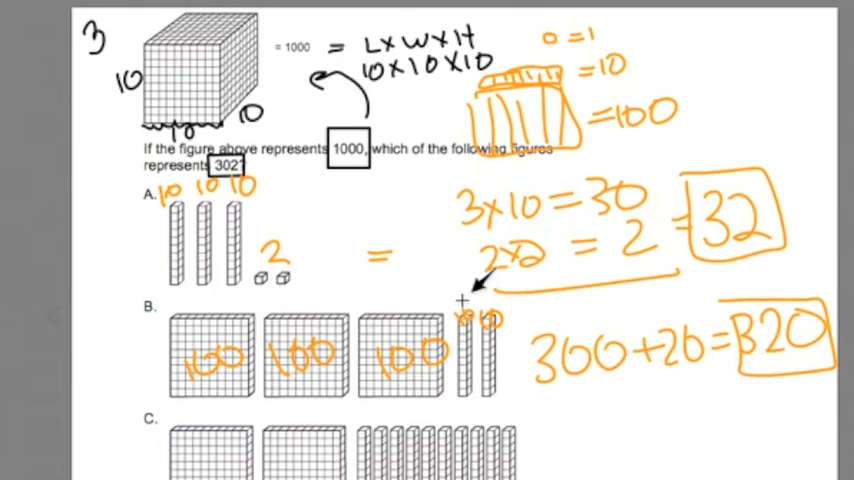 3
= 1000 = L×W×H
10×10×10
10
10
10
0 = 1
= 10
= 100
If the figure above represents 1000, which of the following figures
represents 302?
A.
10 10 10
2
=
3×10 = 30
2×2 = 2
= 32
B.
100 100 100 10 10
300+20 = 320
C.